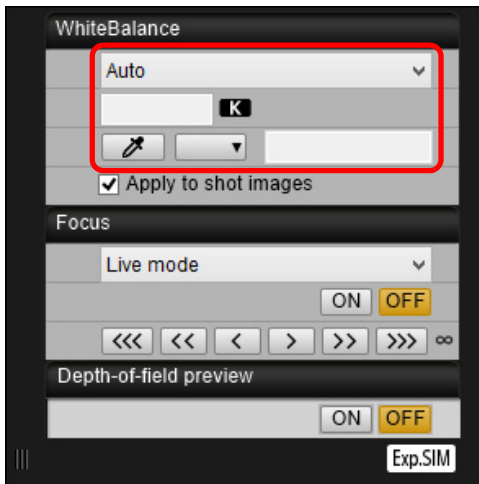 WhiteBalance
Auto
K
Apply to shot images
Focus
Live mode
ON OFF
<<< << < > >> >>> ∞
Depth-of-field preview
ON OFF
Exp.SIM